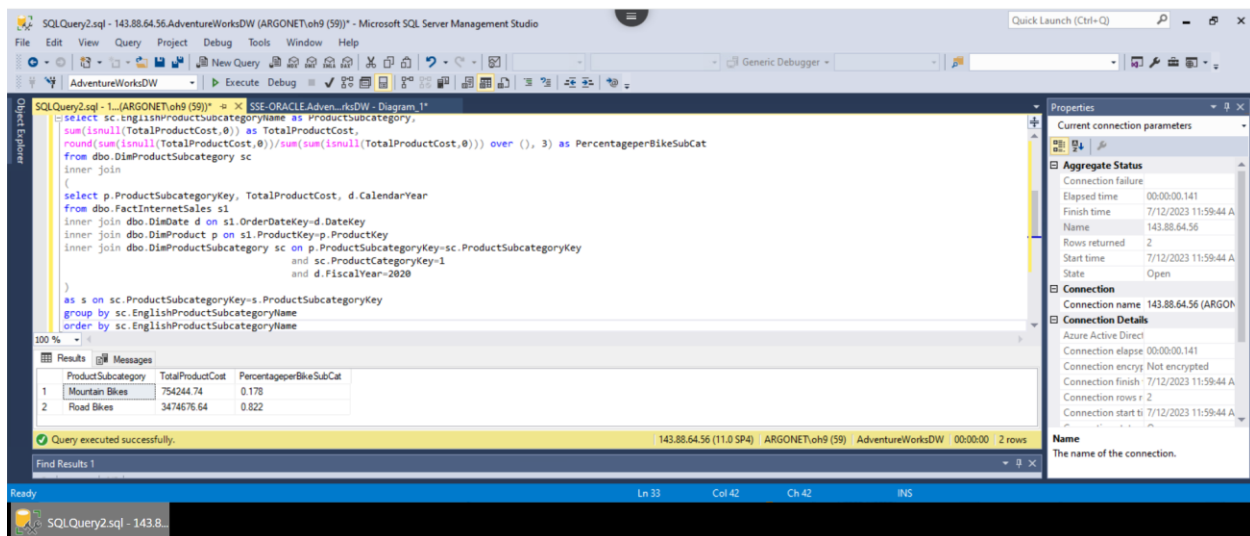 SQLQuery2.sql - 143.88.64.56.AdventureWorksDW (ARGONET\oh9 (59))* - Microsoft SQL Server Management Studio
Quick Launch (Ctrl+Q)
File Edit View Query Project Debug Tools Window Help
New Query
Generic Debugger
AdventureWorksDW
Execute Debug
Object Explorer
SQLQuery2.sql - 1...(ARGONET\oh9 (59))*
SSE-ORACLE.Adven...rksDW - Diagram_1*
select sc.EnglishProductSubcategoryName as ProductSubcategory,
sum(isnull(TotalProductCost,0)) as TotalProductCost,
round(sum(isnull(TotalProductCost,0))/sum(sum(isnull(TotalProductCost,0))) over (), 3) as PercentageperBikeSubCat
from dbo.DimProductSubcategory sc
inner join
(
select p.ProductSubcategoryKey, TotalProductCost, d.CalendarYear
from dbo.FactInternetSales s1
inner join dbo.DimDate d on s1.OrderDateKey=d.DateKey
inner join dbo.DimProduct p on s1.ProductKey=p.ProductKey
inner join dbo.DimProductSubcategory sc on p.ProductSubcategoryKey=sc.ProductSubcategoryKey
and sc.ProductCategoryKey=1
and d.FiscalYear=2020
)
as s on sc.ProductSubcategoryKey=s.ProductSubcategoryKey
group by sc.EnglishProductSubcategoryName
order by sc.EnglishProductSubcategoryName
100 %
Results Messages
ProductSubcategory TotalProductCost PercentageperBikeSubCat
1 Mountain Bikes 754244.74 0.178
2 Road Bikes 3474676.64 0.822
Query executed successfully.
143.88.64.56 (11.0 SP4) ARGONET\oh9 (59) AdventureWorksDW 00:00:00 2 rows
Find Results 1
Properties
Current connection parameters
Aggregate Status
Connection failure
Elapsed time 00:00:00.141
Finish time 7/12/2023 11:59:44 A
Name 143.88.64.56
Rows returned 2
Start time 7/12/2023 11:59:44 A
State Open
Connection
Connection name 143.88.64.56 (ARGON
Connection Details
Azure Active Direct
Connection elapse 00:00:00.141
Connection encryp Not encrypted
Connection finish 7/12/2023 11:59:44 A
Connection rows r 2
Connection start ti 7/12/2023 11:59:44 A
Name
The name of the connection.
Ready
Ln 33 Col 42 Ch 42 INS
SQLQuery2.sql - 143.8...